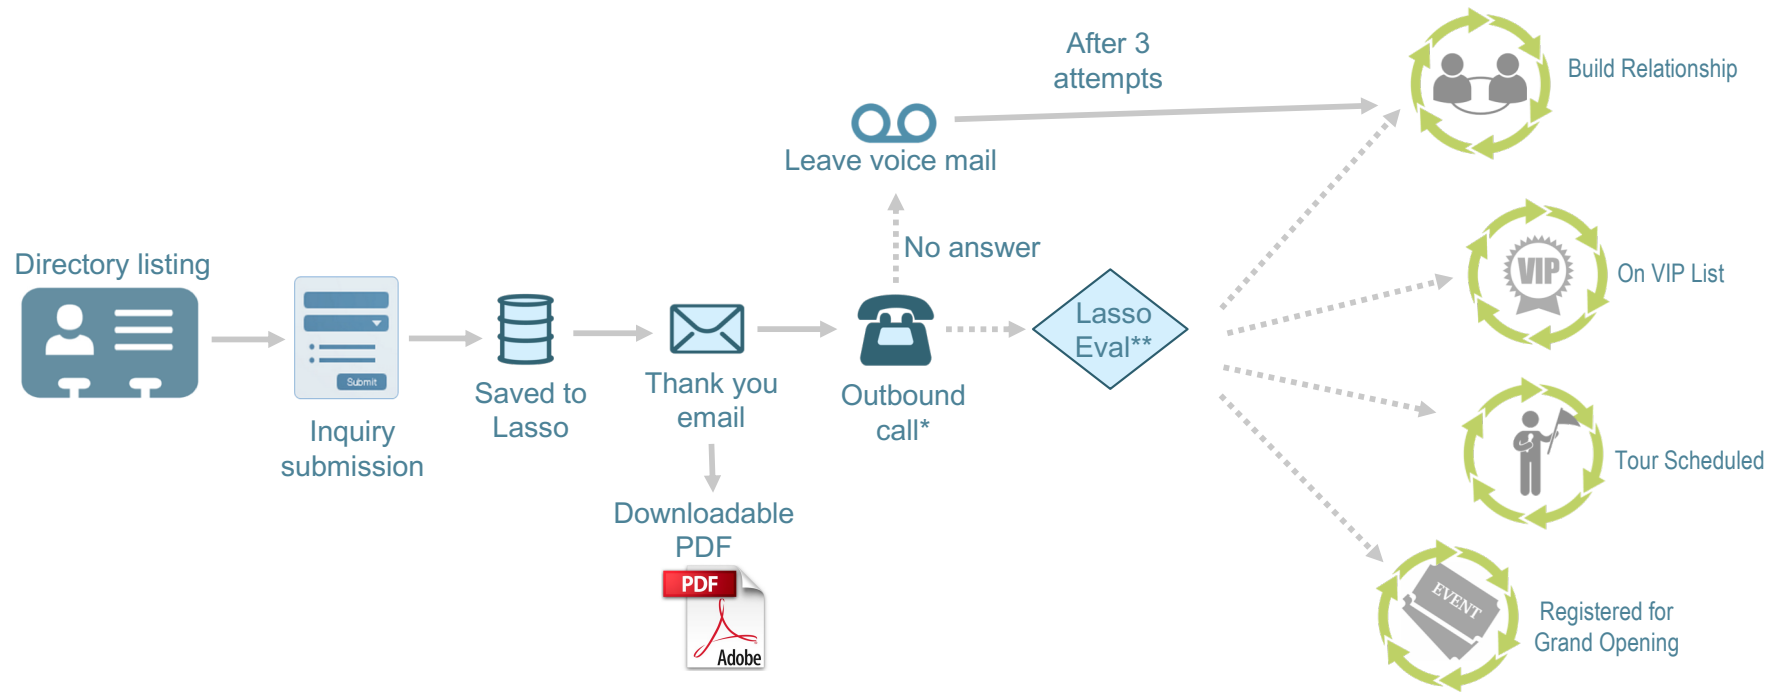 After 3
attempts
Build Relationship
Leave voice mail
No answer
Directory listing
On VIP List
VIP
Lasso
Eval**
Submit
Saved to
Lasso
Thank you
email
Outbound
call*
Inquiry
submission
Tour Scheduled
Downloadable
PDF
PDF
Adobe
EVENT
Registered for
Grand Opening